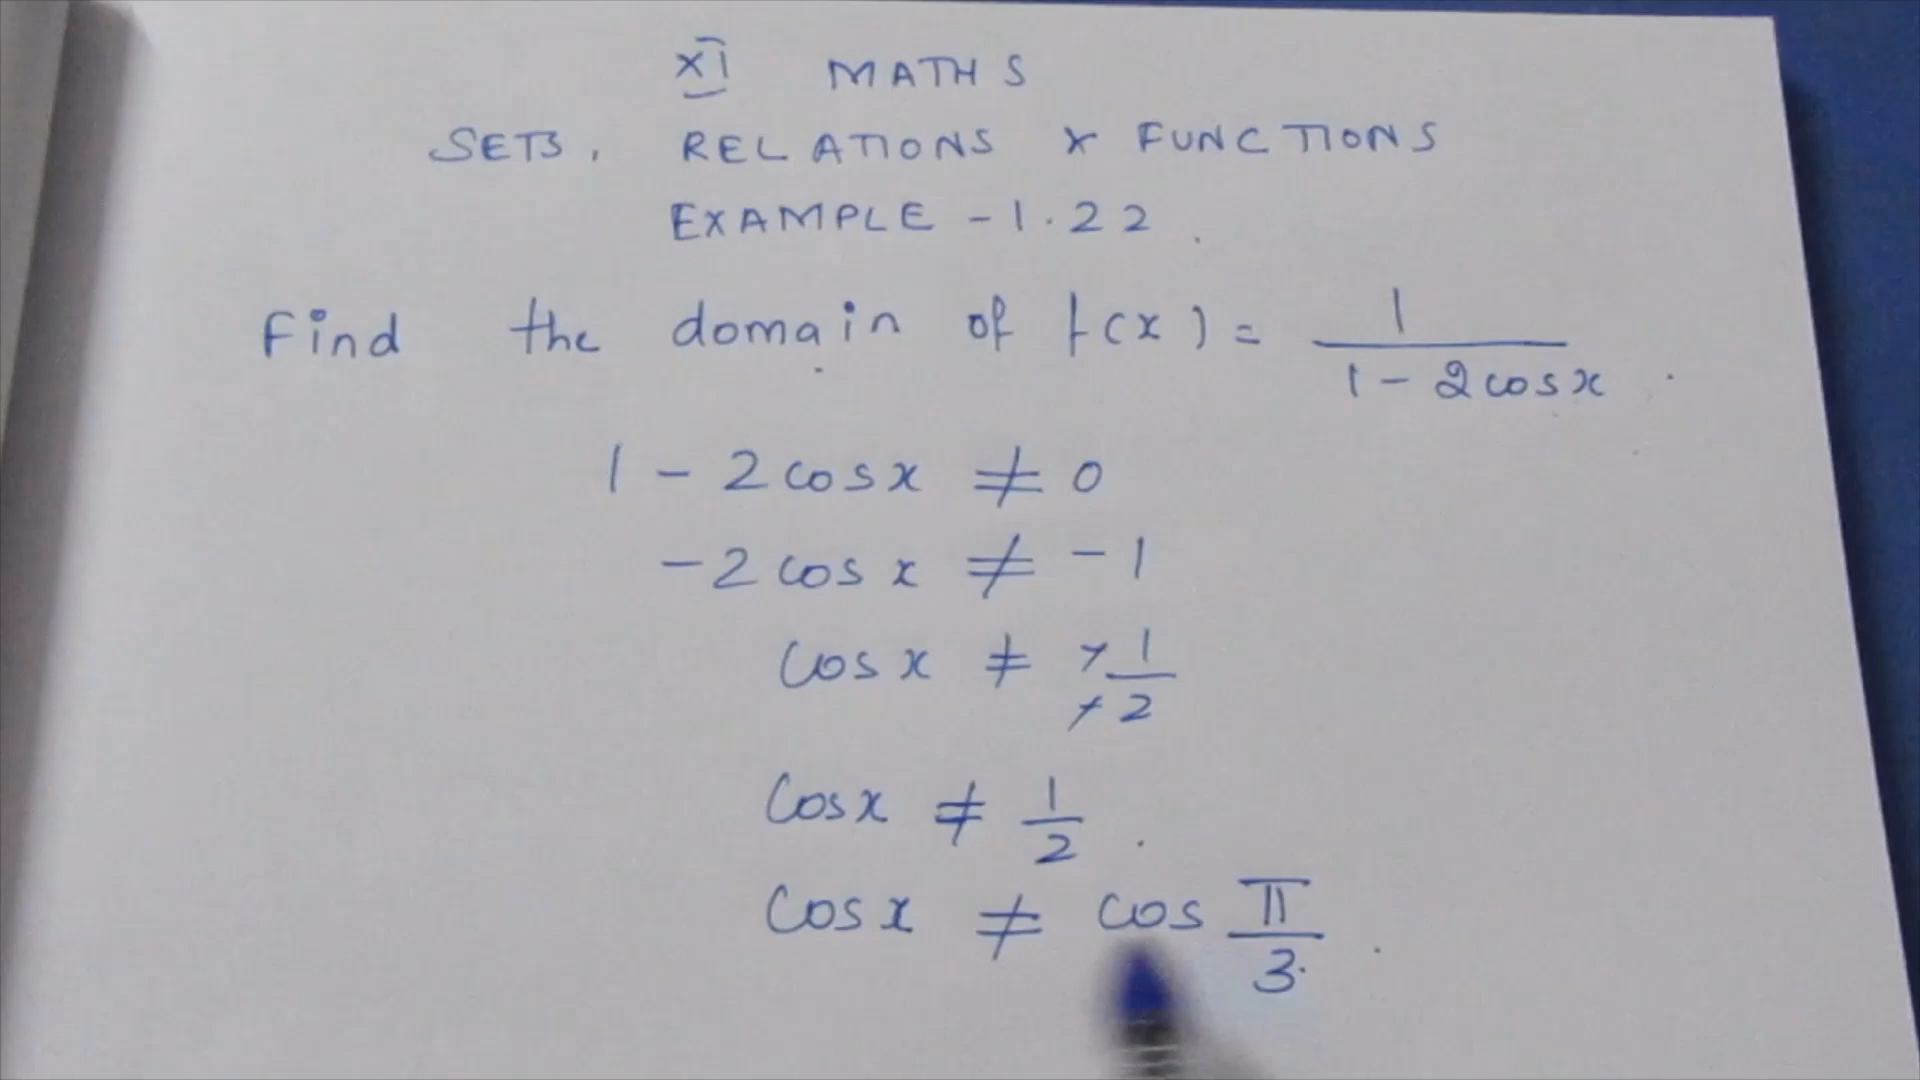 XI MATHS
SETS, RELATIONS & FUNCTIONS
EXAMPLE - 1.22
Find the domain of f(x) = 1 / (1 - 2cosx)
1 - 2cosx ≠ 0
-2cosx ≠ -1
cosx ≠ -1/-2
cosx ≠ 1/2
cosx ≠ cos π/3